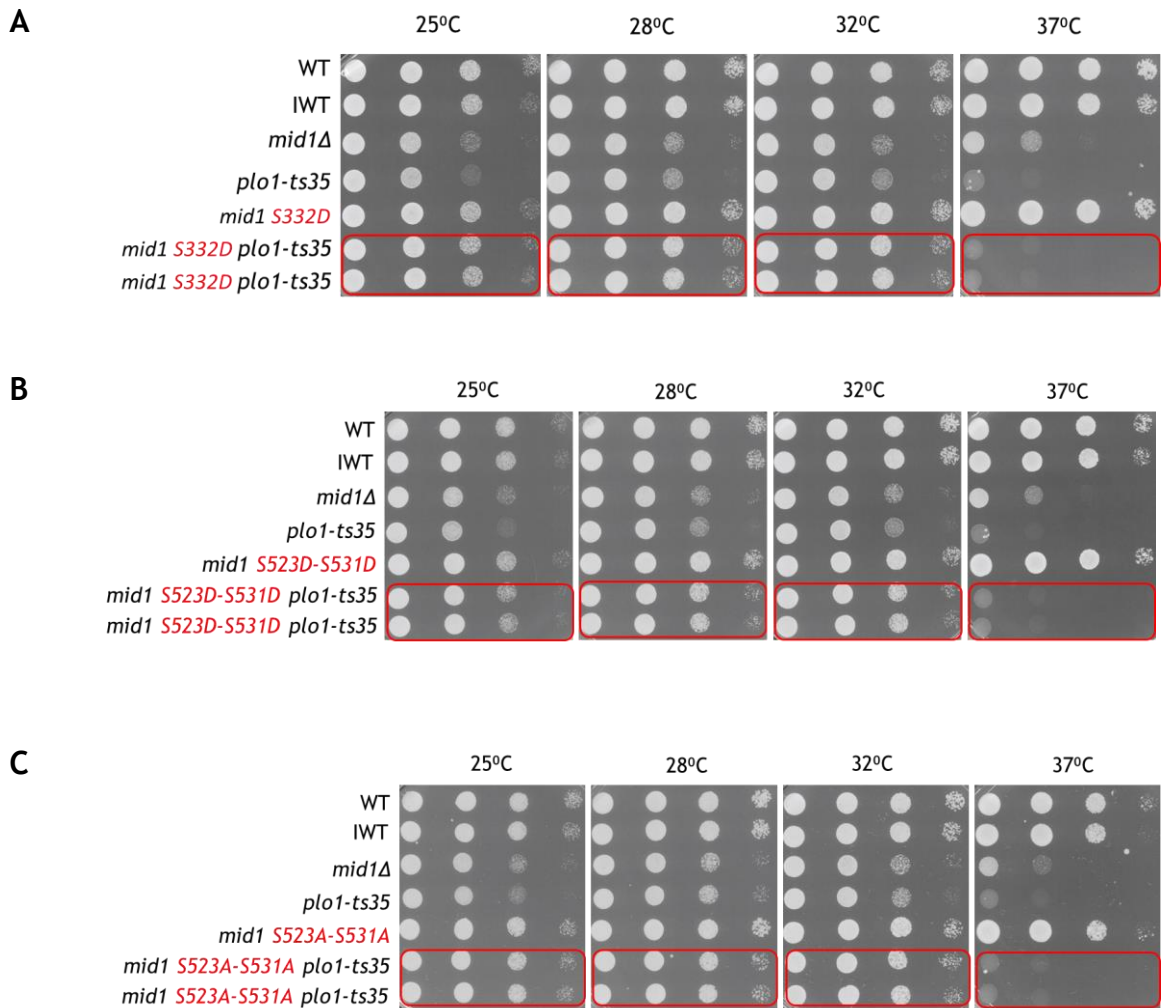 A
25⁰C 28⁰C 32⁰C 37⁰C
WT
IWT
mid1Δ
plo1-ts35
mid1 S332D
mid1 S332D plo1-ts35
mid1 S332D plo1-ts35
B
25⁰C 28⁰C 32⁰C 37⁰C
WT
IWT
mid1Δ
plo1-ts35
mid1 S523D-S531D
mid1 S523D-S531D plo1-ts35
mid1 S523D-S531D plo1-ts35
C
25⁰C 28⁰C 32⁰C 37⁰C
WT
IWT
mid1Δ
plo1-ts35
mid1 S523A-S531A
mid1 S523A-S531A plo1-ts35
mid1 S523A-S531A plo1-ts35